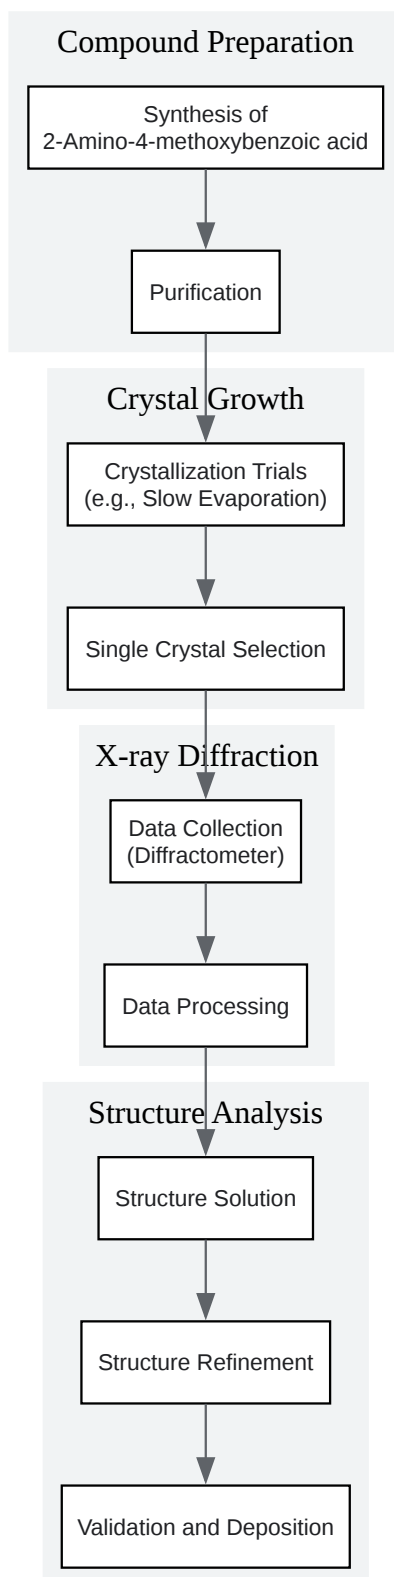 Compound Preparation
Synthesis of
2-Amino-4-methoxybenzoic acid
Purification
Crystal Growth
Crystallization Trials
(e.g., Slow Evaporation)
Single Crystal Selection
X-ray Diffraction
Data Collection
(Diffractometer)
Data Processing
Structure Analysis
Structure Solution
Structure Refinement
Validation and Deposition